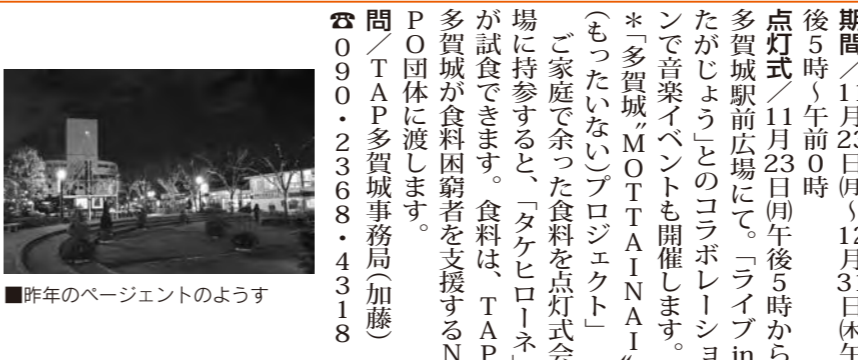 期間／11月23日㈪〜12月31日㈭午
後５時〜午前０時
点灯式／11月23日㈪午後５時から
多賀城駅前広場にて。「ライブin
たがじょう」とのコラボレーショ
ンで音楽イベントも開催します。
＊「多賀城〝MOTTAINAI〟
(もったいない)プロジェクト」
　ご家庭で余った食料を点灯式会
場に持参すると、「タケヒローネ」
が試食できます。食料は、TAP
多賀城が食料困窮者を支援するN
PO団体に渡します。
問／TAP多賀城事務局(加藤)
☎090・2368・4318
■昨年のページェントのようす